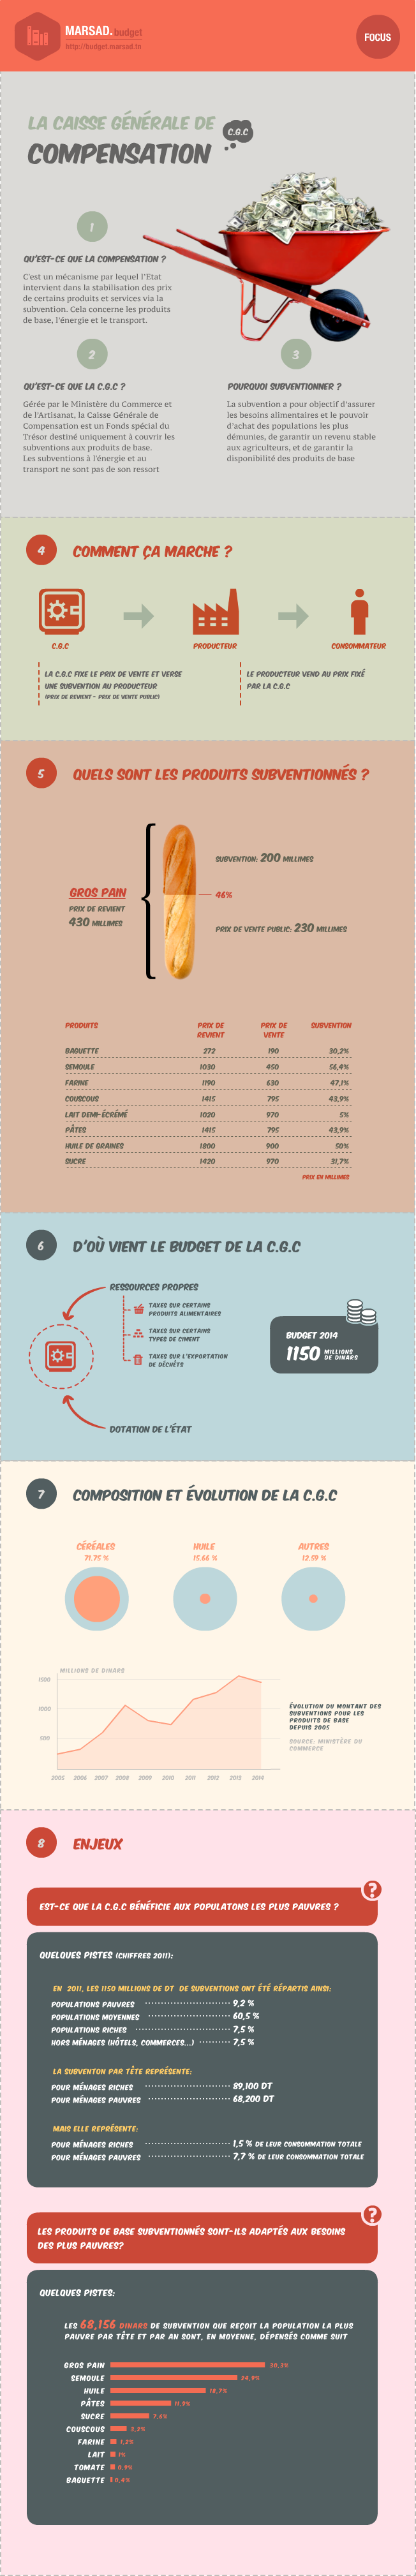 MARSAD.budget
http://budget.marsad.tn
FOCUS
LA CAISSE GÉNÉRALE DE
COMPENSATION
C.G.C
1
QU'EST-CE QUE LA COMPENSATION ?
C'est un mécanisme par lequel l'Etat
intervient dans la stabilisation des prix
de certains produits et services via la
subvention. Cela concerne les produits
de base, l'énergie et le transport.
2
QU'EST-CE QUE LA C.G.C ?
Gérée par le Ministère du Commerce et
de l'Artisanat, la Caisse Générale de
Compensation est un Fonds spécial du
Trésor destiné uniquement à couvrir les
subventions aux produits de base.
Les subventions à l'énergie et au
transport ne sont pas de son ressort
3
POURQUOI SUBVENTIONNER ?
La subvention a pour objectif d'assurer
les besoins alimentaires et le pouvoir
d'achat des populations les plus
démunies, de garantir un revenu stable
aux agriculteurs, et de garantir la
disponibilité des produits de base
4
COMMENT ÇA MARCHE ?
C.G.C
PRODUCTEUR
CONSOMMATEUR
LA C.G.C FIXE LE PRIX DE VENTE ET VERSE
UNE SUBVENTION AU PRODUCTEUR
(PRIX DE REVIENT - PRIX DE VENTE PUBLIC)
LE PRODUCTEUR VEND AU PRIX FIXÉ
PAR LA C.G.C
5
QUELS SONT LES PRODUITS SUBVENTIONNÉS ?
GROS PAIN
PRIX DE REVIENT
430 MILLIMES
SUBVENTION: 200 MILLIMES
46%
PRIX DE VENTE PUBLIC: 230 MILLIMES
PRODUITS PRIX DE REVIENT PRIX DE VENTE SUBVENTION
BAGUETTE 272 190 30,2%
SEMOULE 1030 450 56,4%
FARINE 1190 630 47,1%
COUSCOUS 1415 795 43,9%
LAIT DEMI-ÉCRÉMÉ 1020 970 5%
PÂTES 1415 795 43,9%
HUILE DE GRAINES 1800 900 50%
SUCRE 1420 970 31,7%
PRIX EN MILLIMES
6
D'OÙ VIENT LE BUDGET DE LA C.G.C
RESSOURCES PROPRES
TAXES SUR CERTAINS
PRODUITS ALIMENTAIRES
TAXES SUR CERTAINS
TYPES DE CIMENT
TAXES SUR L'EXPORTATION
DE DÉCHÊTS
DOTATION DE L'ÉTAT
BUDGET 2014
1150 MILLIONS DE DINARS
7
COMPOSITION ET ÉVOLUTION DE LA C.G.C
CÉRÉALES
71.75 %
HUILE
15.66 %
AUTRES
12.59 %
MILLIONS DE DINARS
1500
1000
500
2005 2006 2007 2008 2009 2010 2011 2012 2013 2014
ÉVOLUTION DU MONTANT DES
SUBVENTIONS POUR LES
PRODUITS DE BASE
DEPUIS 2005
SOURCE: MINISTÈRE DU
COMMERCE
8
ENJEUX
?
EST-CE QUE LA C.G.C BÉNÉFICIE AUX POPULATONS LES PLUS PAUVRES ?
QUELQUES PISTES (CHIFFRES 2011):
EN 2011, LES 1150 MILLIONS DE DT DE SUBVENTIONS ONT ÉTÉ RÉPARTIS AINSI:
POPULATIONS PAUVRES 9,2 %
POPULATIONS MOYENNES 60,5 %
POPULATIONS RICHES 7,5 %
HORS MÉNAGES (HÔTELS, COMMERCES...) 7,5 %
LA SUBVENTON PAR TÊTE REPRÉSENTE:
POUR MÉNAGES RICHES 89,100 DT
POUR MÉNAGES PAUVRES 68,200 DT
MAIS ELLE REPRÉSENTE:
POUR MÉNAGES RICHES 1,5 % DE LEUR CONSOMMATION TOTALE
POUR MÉNAGES PAUVRES 7,7 % DE LEUR CONSOMMATION TOTALE
?
LES PRODUITS DE BASE SUBVENTIONNÉS SONT-ILS ADAPTÉS AUX BESOINS
DES PLUS PAUVRES?
QUELQUES PISTES:
LES 68,156 DINARS DE SUBVENTION QUE REÇOIT LA POPULATION LA PLUS
PAUVRE PAR TÊTE ET PAR AN SONT, EN MOYENNE, DÉPENSÉS COMME SUIT
GROS PAIN 30,3%
SEMOULE 24,9%
HUILE 18,7%
PÂTES 11,9%
SUCRE 7,6%
COUSCOUS 3,2%
FARINE 1,2%
LAIT 1%
TOMATE 0,9%
BAGUETTE 0,4%